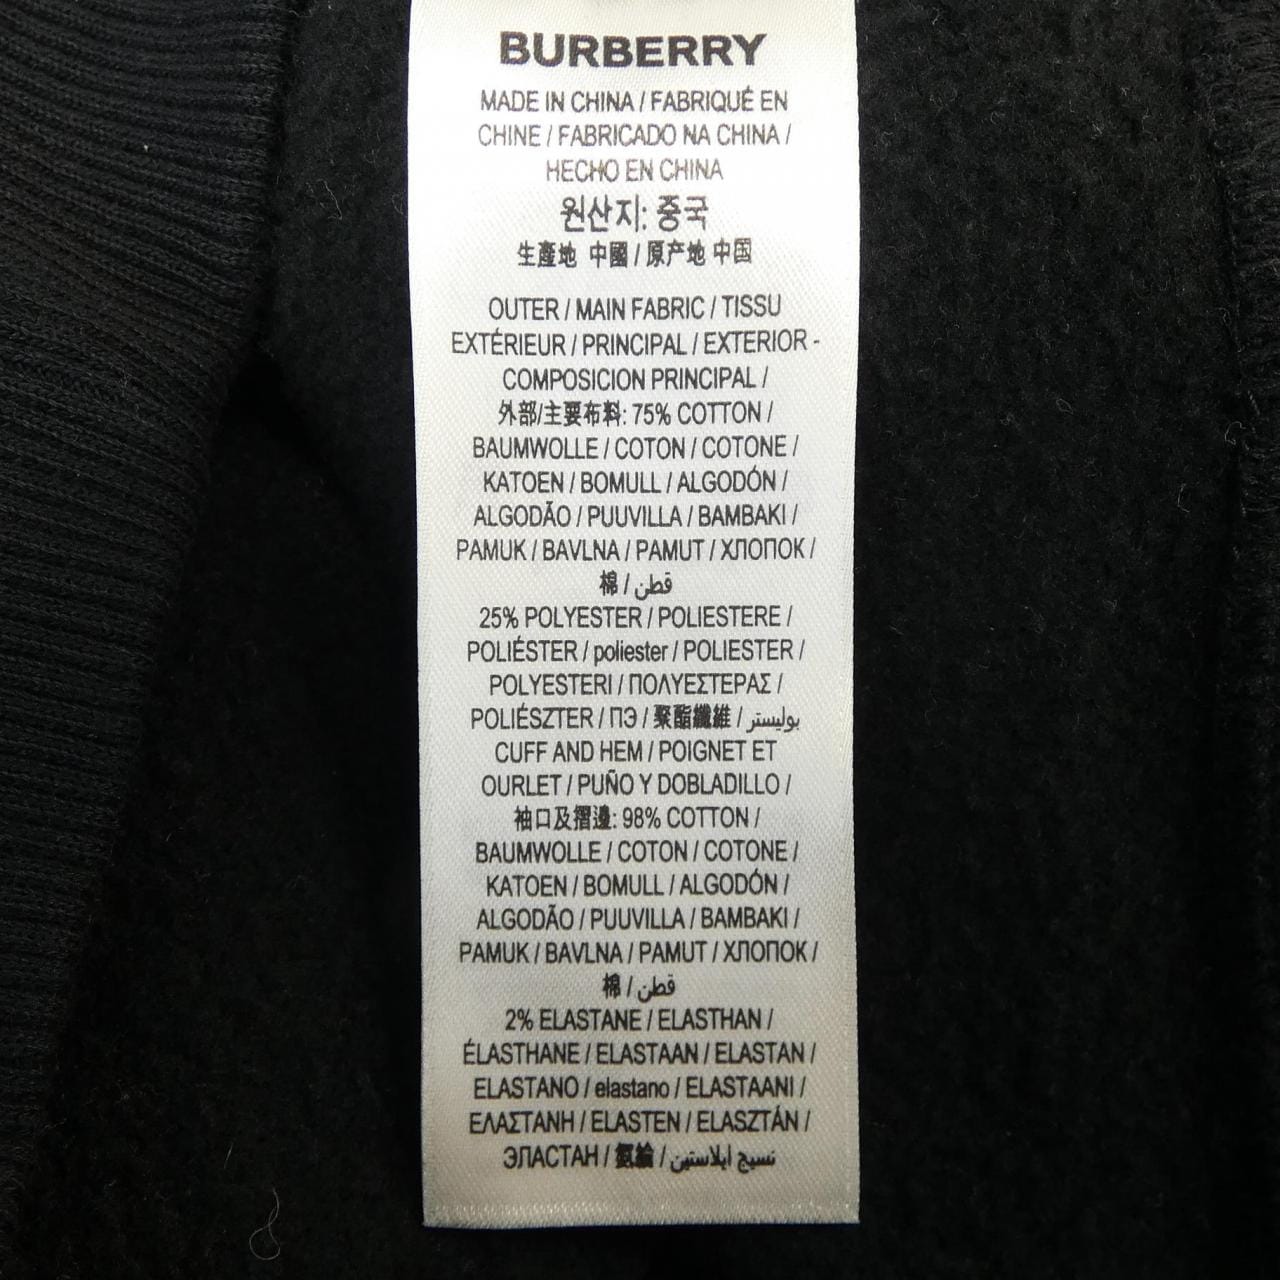 BURBERRY
MADE IN CHINA / FABRIQUÉ EN
CHINE / FABRICADO NA CHINA /
HECHO EN CHINA
원산지: 중국
生產地 中國 / 原产地 中国
OUTER / MAIN FABRIC / TISSU
EXTÉRIEUR / PRINCIPAL / EXTERIOR -
COMPOSICION PRINCIPAL /
外部/主要布料: 75% COTTON /
BAUMWOLLE / COTON / COTONE /
KATOEN / BOMULL / ALGODÓN /
ALGODÃO / PUUVILLA / BAMBAKI /
PAMUK / BAVLNA / PAMUT / ХЛОПОК /
棉 / قطن
25% POLYESTER / POLIESTERE /
POLIÉSTER / poliester / POLIESTER /
POLYESTERI / ΠΟΛΥΕΣΤΕΡΑΣ /
POLIÉSZTER / ПЭ / 聚酯纖維 / بوليستر
CUFF AND HEM / POIGNET ET
OURLET / PUÑO Y DOBLADILLO /
袖口及摺邊: 98% COTTON /
BAUMWOLLE / COTON / COTONE /
KATOEN / BOMULL / ALGODÓN /
ALGODÃO / PUUVILLA / BAMBAKI /
PAMUK / BAVLNA / PAMUT / ХЛОПОК /
棉 / قطن
2% ELASTANE / ELASTHAN /
ÉLASTHANE / ELASTAAN / ELASTAN /
ELASTANO / elastano / ELASTAANI /
ΕΛΑΣΤΑΝΗ / ELASTEN / ELASZTÁN /
ЭЛАСТАН / 氨綸 / نسيج ايلاستين